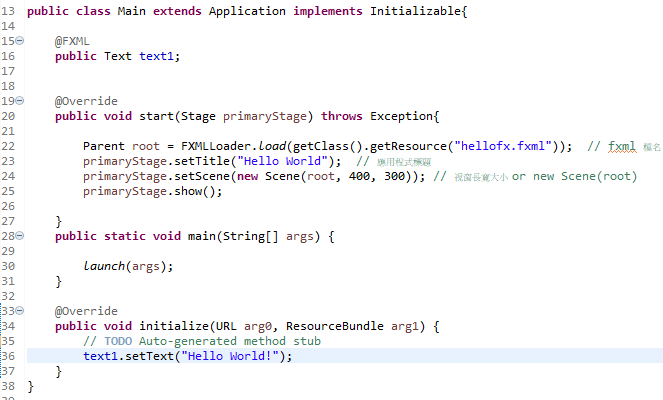 13 public class Main extends Application implements Initializable{
14
15 @FXML
16 public Text text1;
17
18
19 @Override
20 public void start(Stage primaryStage) throws Exception{
21
22 Parent root = FXMLLoader.load(getClass().getResource("hellofx.fxml")); // fxml 檔名
23 primaryStage.setTitle("Hello World"); // 應用程式標題
24 primaryStage.setScene(new Scene(root, 400, 300)); // 視窗長寬大小 or new Scene(root)
25 primaryStage.show();
26
27 }
28 public static void main(String[] args) {
29
30 launch(args);
31 }
32
33 @Override
34 public void initialize(URL arg0, ResourceBundle arg1) {
35 // TODO Auto-generated method stub
36 text1.setText("Hello World!");
37 }
38 }
39